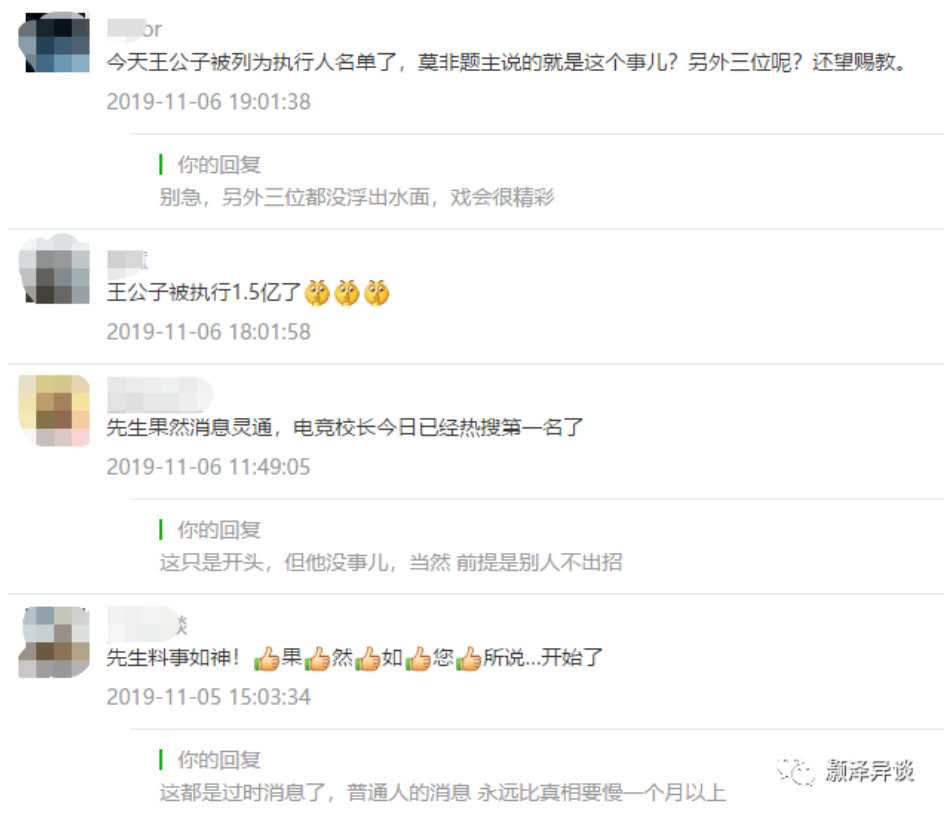 or
今天王公子被列为执行人名单了，莫非题主说的就是这个事儿？另外三位呢？还望赐教。
2019-11-06 19:01:38
你的回复
别急，另外三位都没浮出水面，戏会很精彩
王公子被执行1.5亿了
2019-11-06 18:01:58
先生果然消息灵通，电竞校长今日已经热搜第一名了
2019-11-06 11:49:05
你的回复
这只是开头，但他没事儿，当然 前提是别人不出招
谈
先生料事如神！👍果👍然👍如👍您👍所说...开始了
2019-11-05 15:03:34
你的回复
这都是过时消息了，普通人的消息 永远比真相要慢一个月以上
灏泽异谈